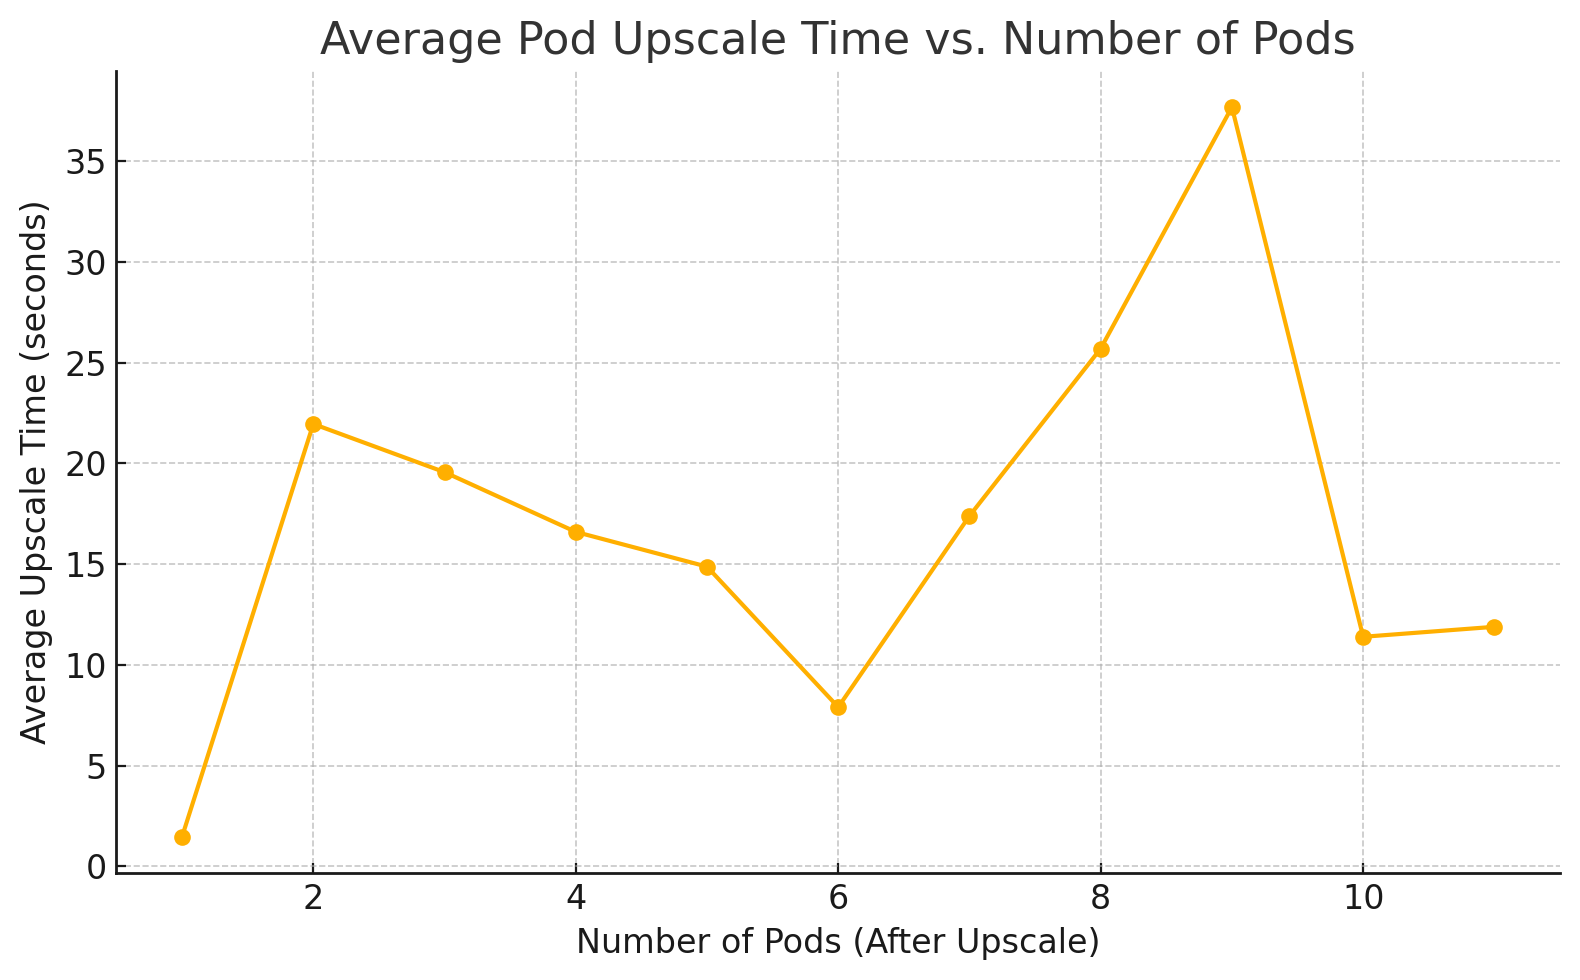 Average Pod Upscale Time vs. Number of Pods
Average Upscale Time (seconds)
35
30
25
20
15
10
5
0
2 4 6 8 10
Number of Pods (After Upscale)